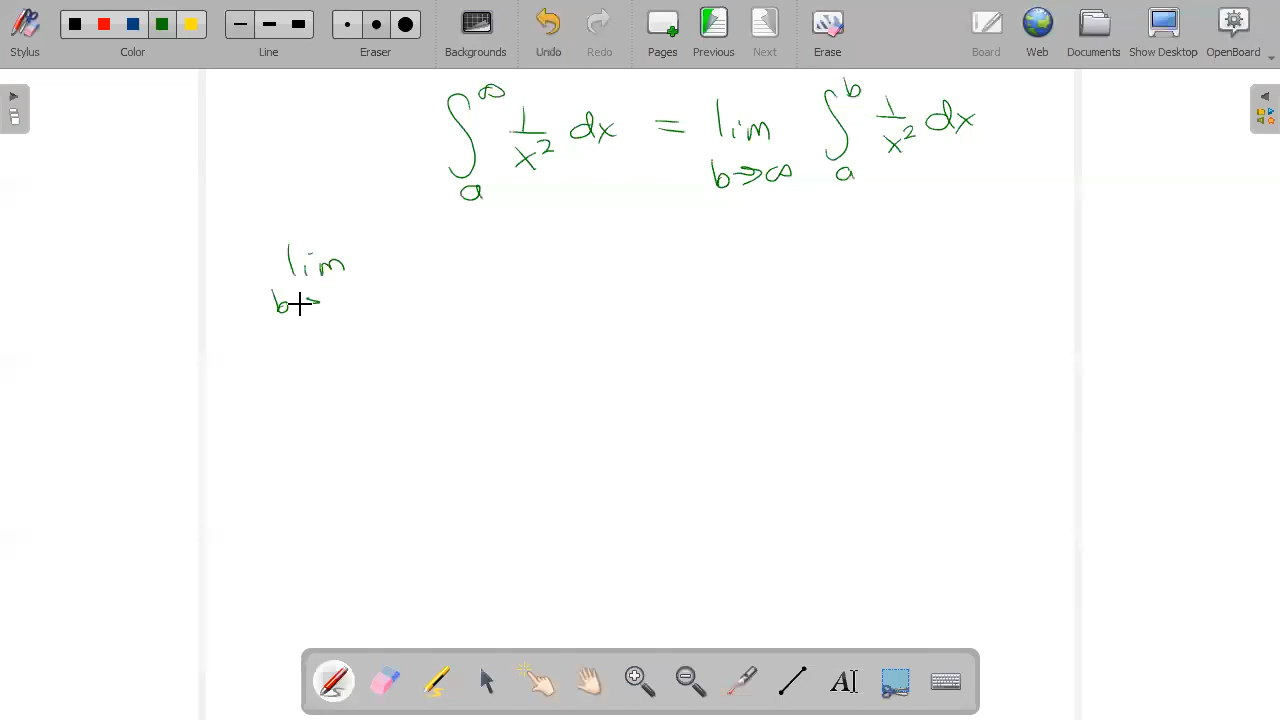 Stylus Color Line Eraser Backgrounds Undo Redo Pages Previous Next Erase Board Web Documents Show Desktop OpenBoard
∫_a^∞ 1/x² dx = lim_{b→∞} ∫_a^b 1/x² dx
lim
b→